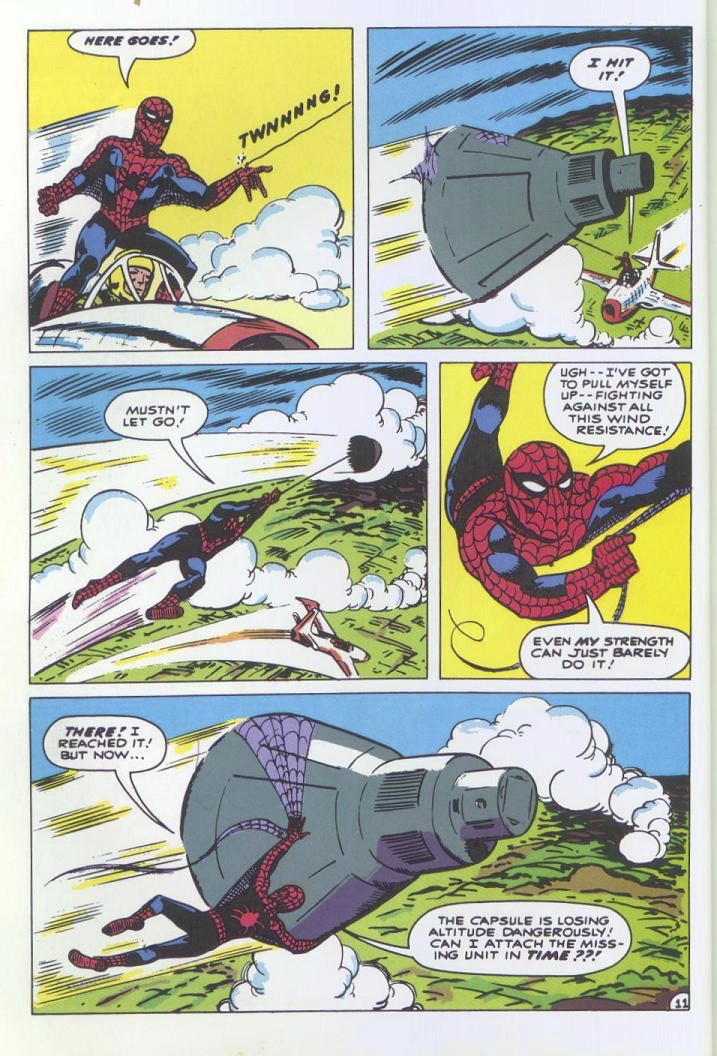 HERE GOES!
TWNNNNG!
I HIT
IT!
MUSTN'T
LET GO!
UGH--I'VE GOT
TO PULL MYSELF
UP--FIGHTING
AGAINST ALL
THIS WIND
RESISTANCE!
EVEN MY STRENGTH
CAN JUST BARELY
DO IT!
THERE! I
REACHED IT!
BUT NOW...
THE CAPSULE IS LOSING
ALTITUDE DANGEROUSLY!
CAN I ATTACH THE MISS-
ING UNIT IN TIME??!
11